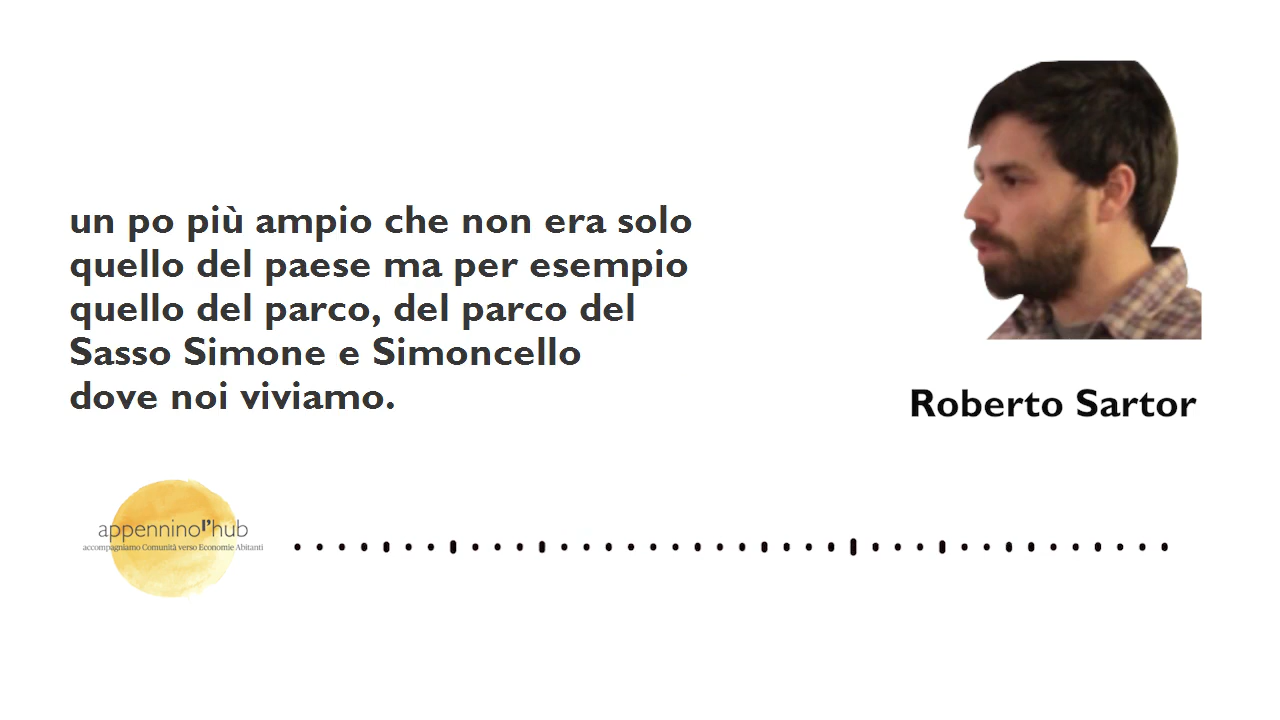 un po più ampio che non era solo
quello del paese ma per esempio
quello del parco, del parco del
Sasso Simone e Simoncello
dove noi viviamo.
Roberto Sartor
appenninol'hub
accompagniamo Comunità verso Economie Abitanti